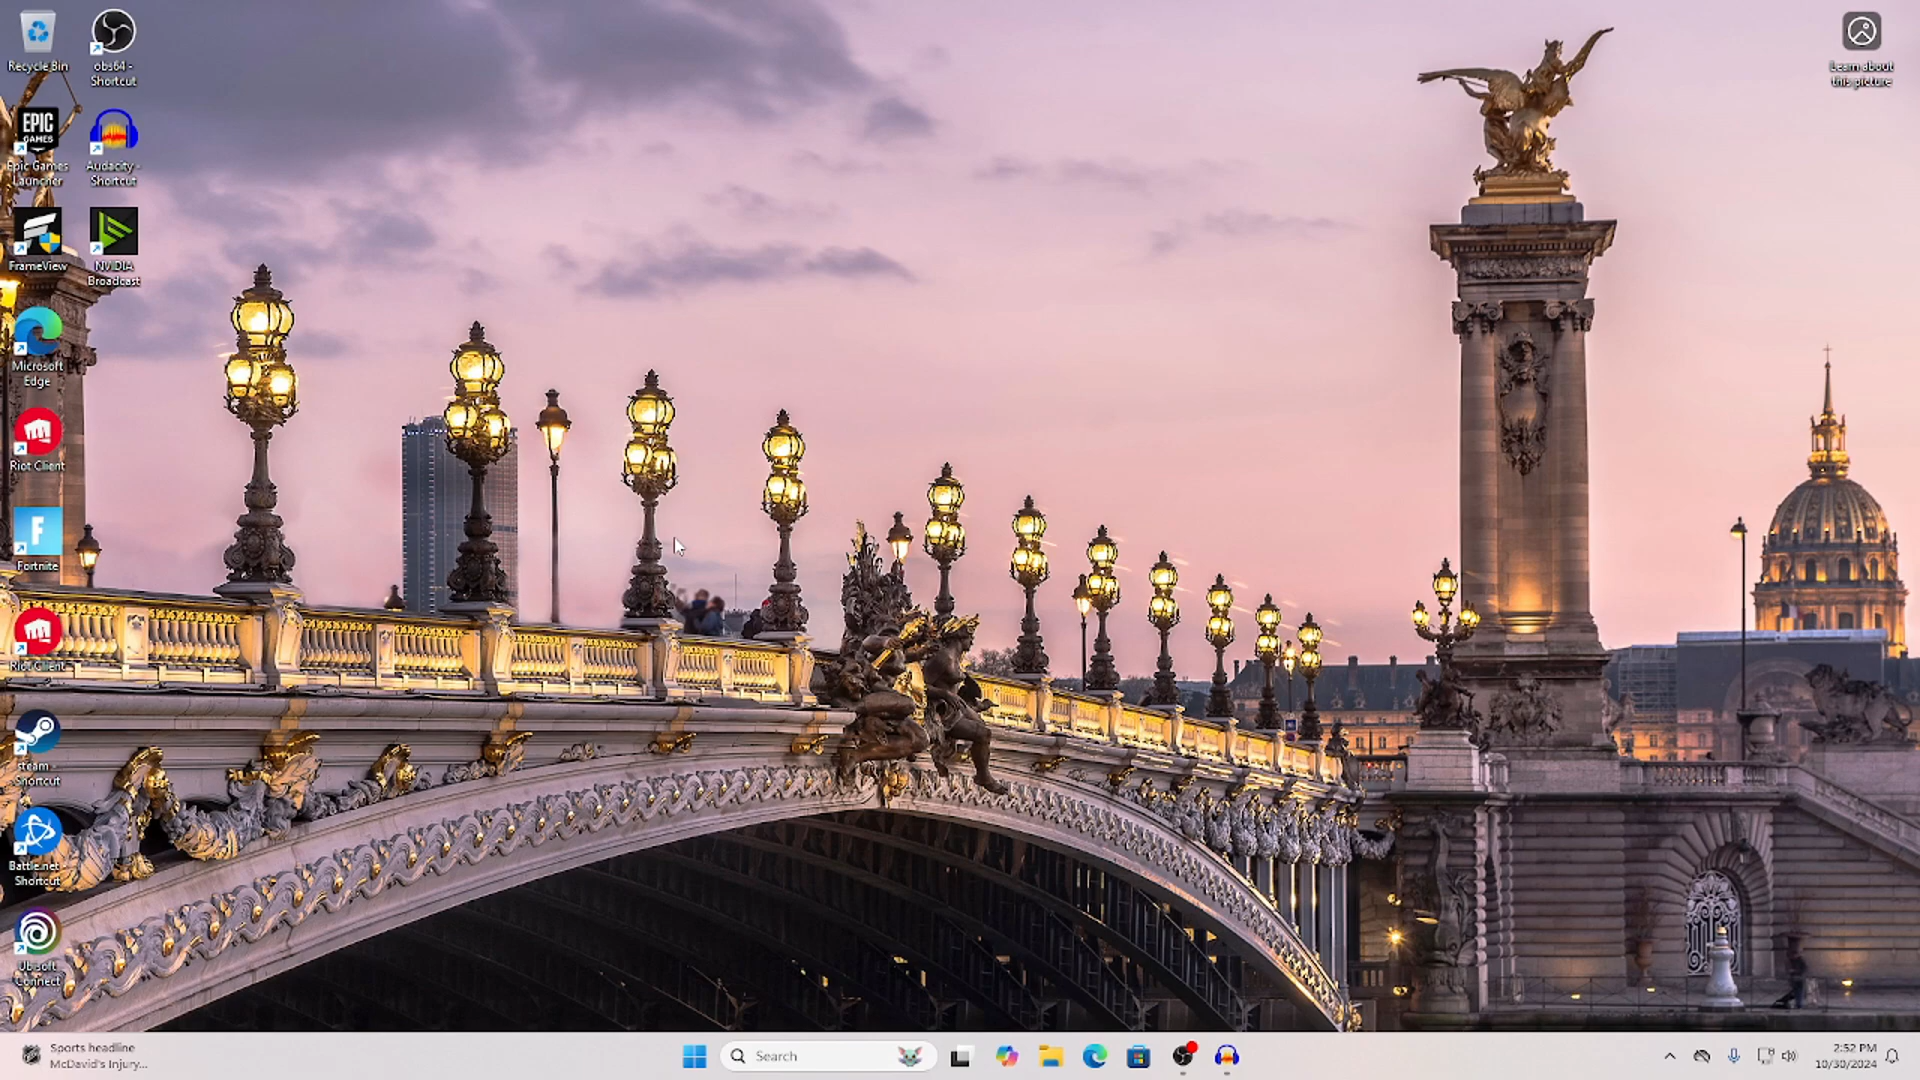 Recycle Bin
obs64 -
Shortcut
Learn about
this picture
EPIC
GAMES
Epic Games
Launcher
Audacity -
Shortcut
FrameView
NVIDIA
Broadcast
Microsoft
Edge
Riot Client
F
Fortnite
Riot Client
steam -
Shortcut
Battle.net -
Shortcut
Ubisoft
Connect
Sports headline
McDavid's Injury...
Search
2:52 PM
10/30/2024